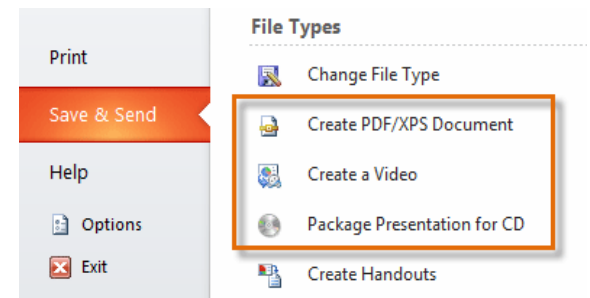 File Types
Print
Change File Type
Save & Send
Create PDF/XPS Document
Help
Create a Video
Options
Package Presentation for CD
Exit
Create Handouts